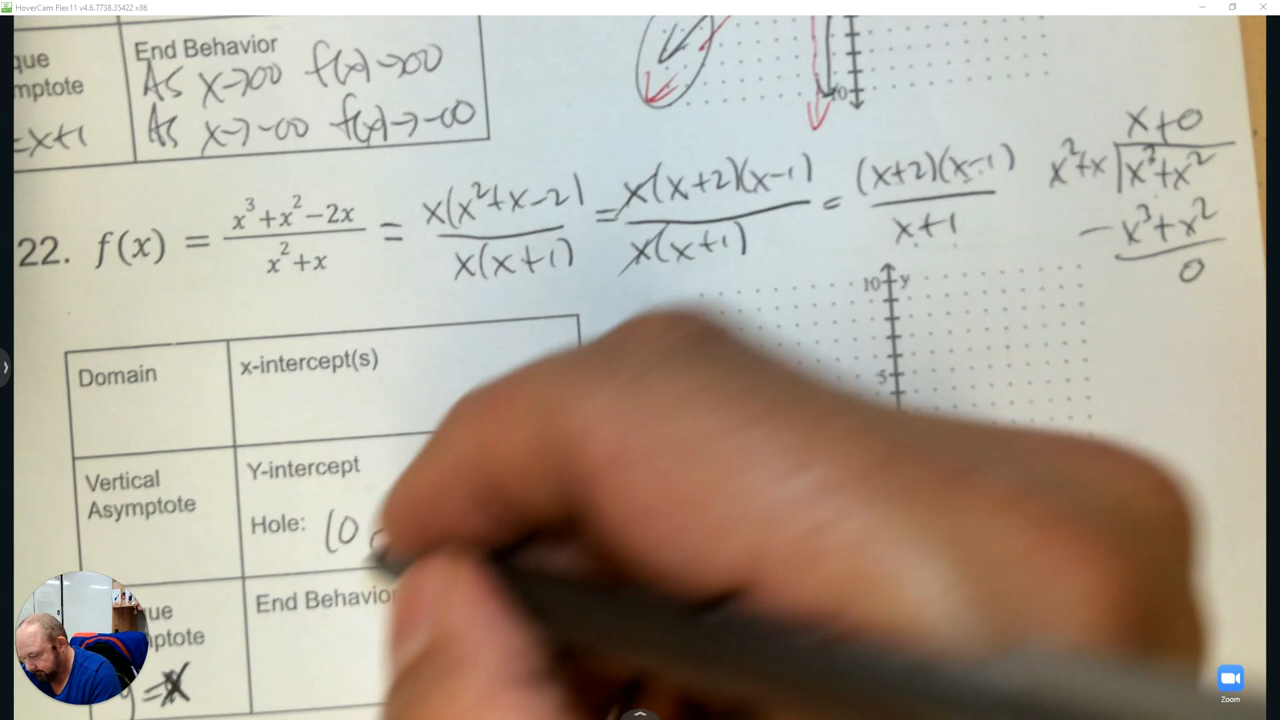 HoverCam Flex11 v4.6.7738.35422 x86
que
mptote
=x+1
End Behavior
As x→∞ f(x)→∞
As x→-∞ f(x)→-∞
22. f(x) = x³+x²-2x / x²+x = x(x²+x-2) / x(x+1) = x(x+2)(x-1) / x(x+1) = (x+2)(x-1) / x+1
x+0
x²+x | x³+x²
- x³+x²
0
10 y
5
Domain
x-intercept(s)
Vertical
Asymptote
Y-intercept
Hole: (0
que
ptote
y=x
End Behavio
Zoom